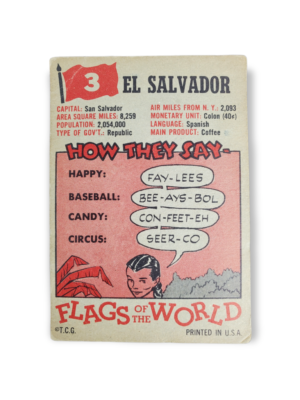 3 EL SALVADOR
CAPITAL: San Salvador
AREA SQUARE MILES: 8,259
POPULATION: 2,054,000
TYPE OF GOV'T.: Republic
AIR MILES FROM N. Y.: 2,093
MONETARY UNIT: Colon (40¢)
LANGUAGE: Spanish
MAIN PRODUCT: Coffee
HOW THEY SAY-
HAPPY: FAY-LEES
BASEBALL: BEE-AYS-BOL
CANDY: CON-FEET-EH
CIRCUS: SEER-CO
FLAGS OF THE WORLD
©T.C.G. PRINTED IN U.S.A.